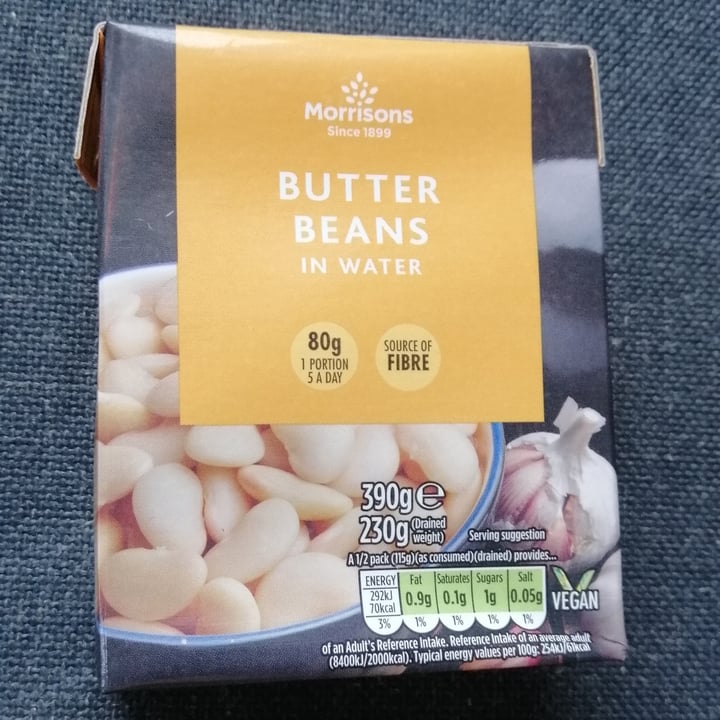 Morrisons
Since 1899
BUTTER
BEANS
IN WATER
80g
1 PORTION
5 A DAY
SOURCE OF
FIBRE
390g ℮
230g (Drained weight)
Serving suggestion
A 1/2 pack (115g)(as consumed)(drained) provides...
ENERGY Fat Saturates Sugars Salt
292kJ
70kcal 0.9g 0.1g 1g 0.05g
3% 1% 1% 1% 1%
VEGAN
of an Adult's Reference Intake. Reference Intake of an average adult
(8400kJ/2000kcal). Typical energy values per 100g: 254kJ/61kcal